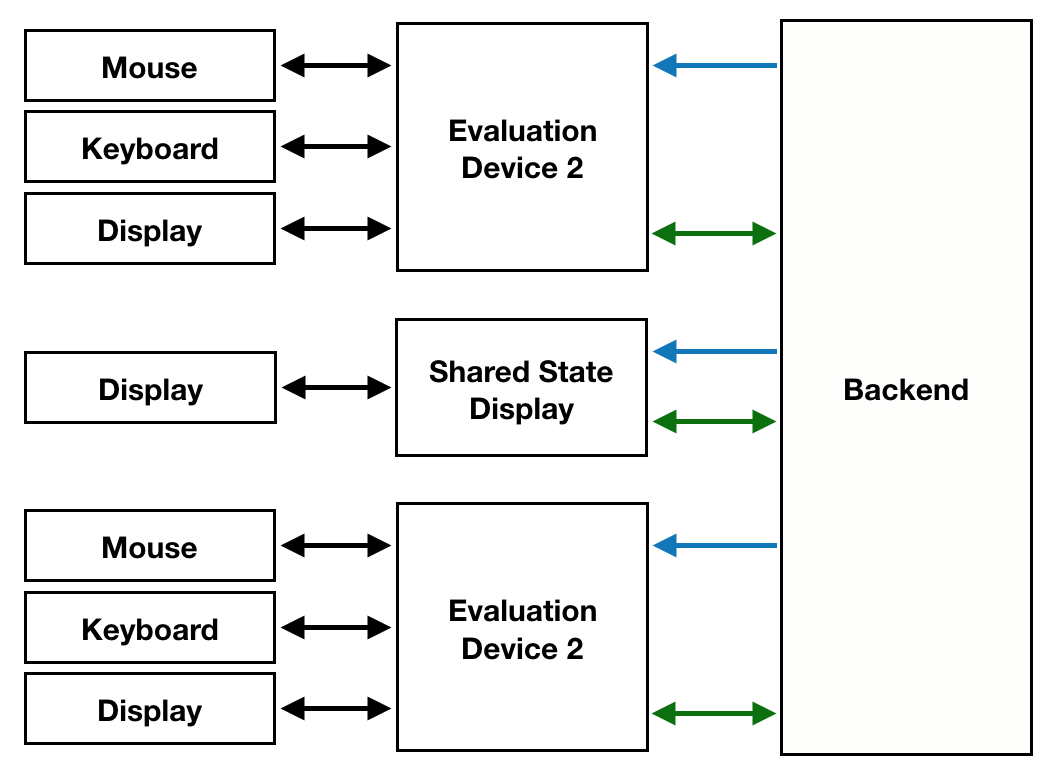 Mouse
Keyboard
Display
Evaluation
Device 2
Display
Shared State
Display
Backend
Mouse
Keyboard
Display
Evaluation
Device 2